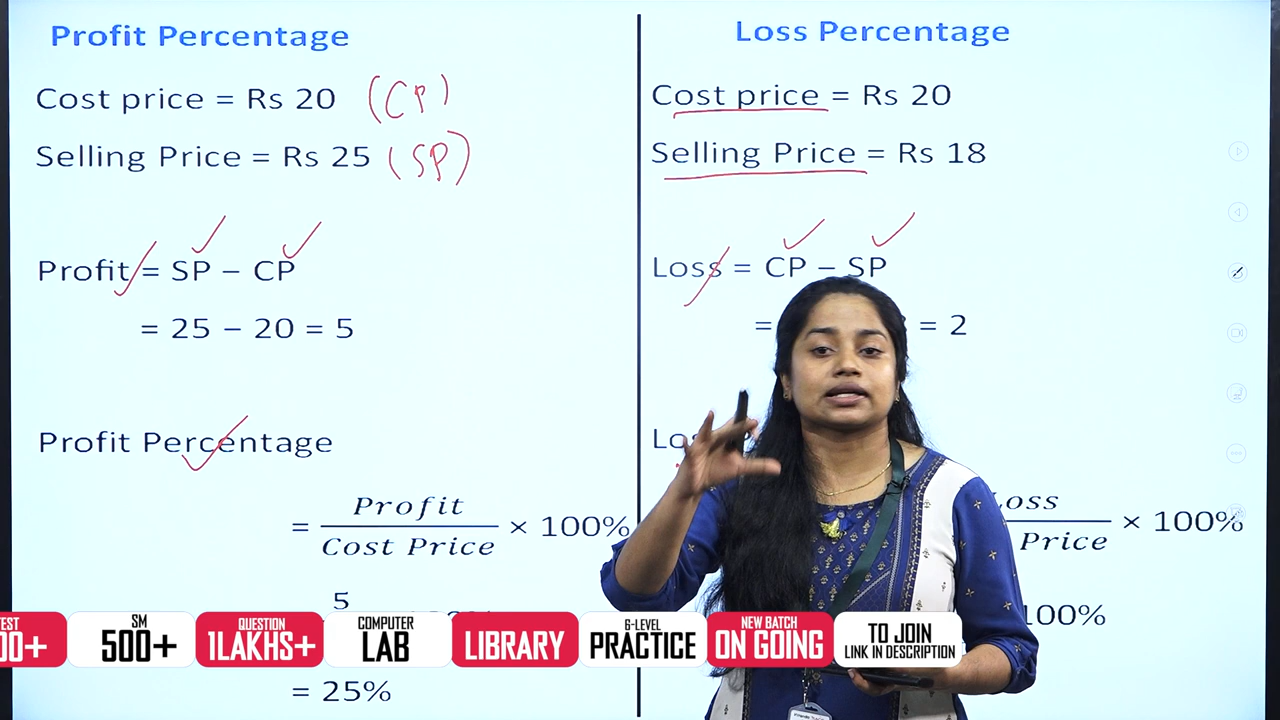 Profit Percentage
Cost price = Rs 20 (CP)
Selling Price = Rs 25 (SP)
Profit = SP – CP
= 25 – 20 = 5
Profit Percentage
= Profit / Cost Price × 100%
5
= 25%
Loss Percentage
Cost price = Rs 20
Selling Price = Rs 18
Loss = CP – SP
= = 2
Loss
Price × 100%
100%
SM
500+
QUESTION
1LAKHS+
COMPUTER
LAB
LIBRARY
6-LEVEL
PRACTICE
NEW BATCH
ON GOING
TO JOIN
LINK IN DESCRIPTION